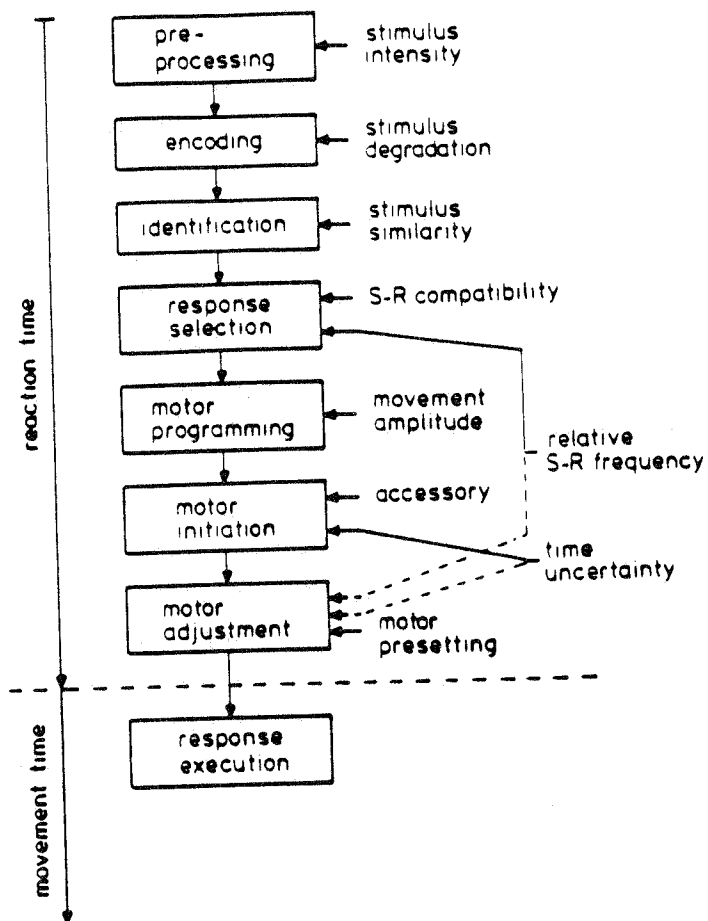 pre-
processing
stimulus
intensity
encoding
stimulus
degradation
identification
stimulus
similarity
response
selection
S-R compatibility
motor
programming
movement
amplitude
relative
S-R frequency
motor
initiation
accessory
time
uncertainty
motor
adjustment
motor
presetting
response
execution
reaction time
movement time